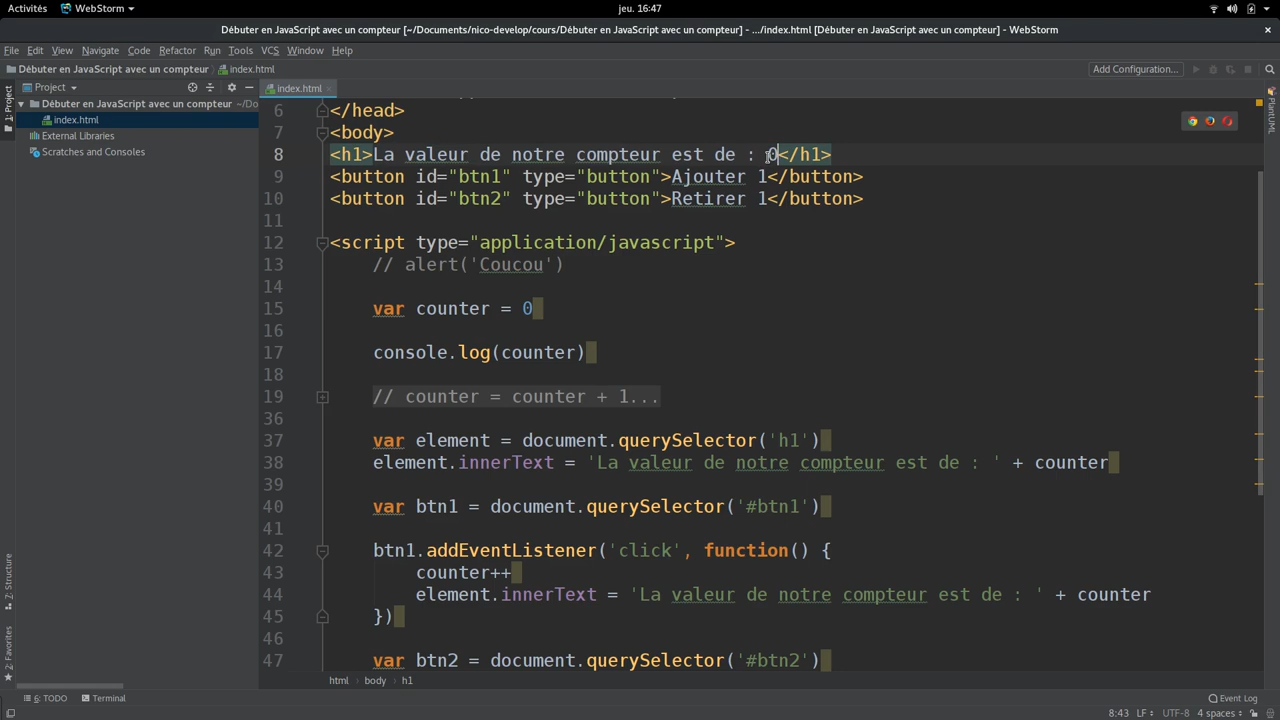 Activités
WebStorm
jeu. 16:47
Débuter en JavaScript avec un compteur [~/Documents/nico-develop/cours/Débuter en JavaScript avec un compteur] - .../index.html [Débuter en JavaScript avec un compteur] - WebStorm
File Edit View Navigate Code Refactor Run Tools VCS Window Help
Débuter en JavaScript avec un compteur
index.html
Add Configuration...
Project
index.html
1: Project
Débuter en JavaScript avec un compteur ~/Do
index.html
External Libraries
Scratches and Consoles
PlantUML
6 </head>
7 <body>
8 <h1>La valeur de notre compteur est de : 0</h1>
9 <button id="btn1" type="button">Ajouter 1</button>
10 <button id="btn2" type="button">Retirer 1</button>
11
12 <script type="application/javascript">
13 // alert('Coucou')
14
15 var counter = 0
16
17 console.log(counter)
18
19 // counter = counter + 1...
36
37 var element = document.querySelector('h1')
38 element.innerText = 'La valeur de notre compteur est de : ' + counter
39
40 var btn1 = document.querySelector('#btn1')
41
42 btn1.addEventListener('click', function() {
43 counter++
44 element.innerText = 'La valeur de notre compteur est de : ' + counter
45 })
46
47 var btn2 = document.querySelector('#btn2')
7: Structure
2: Favorites
html body h1
6: TODO
Terminal
Event Log
8:43 LF UTF-8 4 spaces